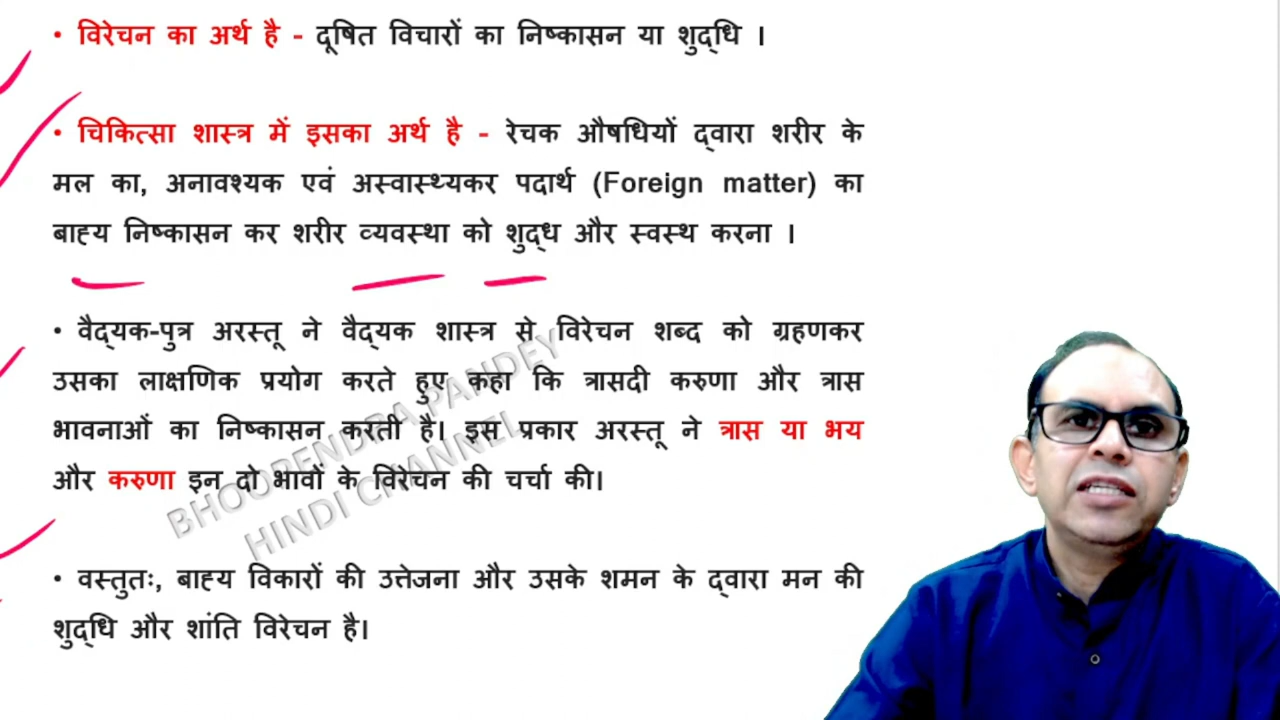 • विरेचन का अर्थ है - दूषित विचारों का निष्कासन या शुद्धि ।
• चिकित्सा शास्त्र में इसका अर्थ है - रेचक औषधियों द्वारा शरीर के
मल का, अनावश्यक एवं अस्वास्थ्यकर पदार्थ (Foreign matter) का
बाह्य निष्कासन कर शरीर व्यवस्था को शुद्ध और स्वस्थ करना ।
• वैद्यक-पुत्र अरस्तू ने वैद्यक शास्त्र से विरेचन शब्द को ग्रहणकर
उसका लाक्षणिक प्रयोग करते हुए कहा कि त्रासदी करुणा और त्रास
भावनाओं का निष्कासन करती है। इस प्रकार अरस्तू ने त्रास या भय
और करुणा इन दो भावों के विरेचन की चर्चा की।
• वस्तुतः, बाह्य विकारों की उत्तेजना और उसके शमन के द्वारा मन की
शुद्धि और शांति विरेचन है।
BHOOPENDRA PANDEY
HINDI CHANNEL